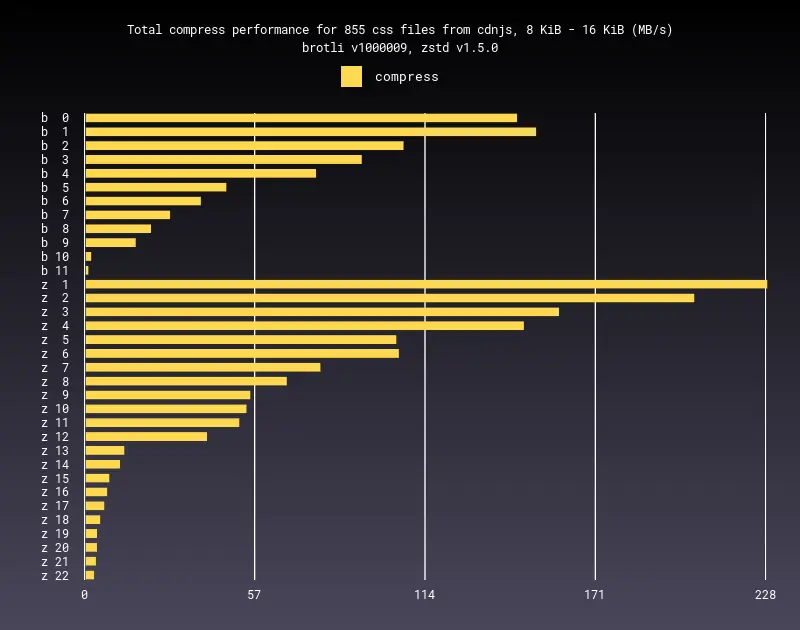 Total compress performance for 855 css files from cdnjs, 8 KiB - 16 KiB (MB/s)
brotli v1000009, zstd v1.5.0
compress
b 0
b 1
b 2
b 3
b 4
b 5
b 6
b 7
b 8
b 9
b 10
b 11
z 1
z 2
z 3
z 4
z 5
z 6
z 7
z 8
z 9
z 10
z 11
z 12
z 13
z 14
z 15
z 16
z 17
z 18
z 19
z 20
z 21
z 22
0 57 114 171 228